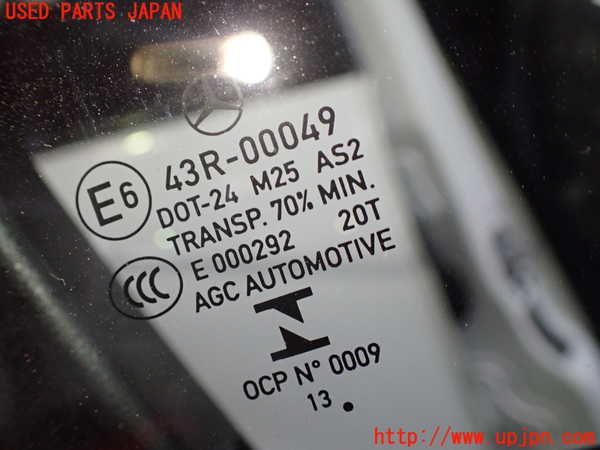 USED PARTS JAPAN
E6
43R-00049
DOT-24 M25 AS2
TRANSP. 70% MIN.
CCC
E 000292 20T
AGC AUTOMOTIVE
OCP N° 0009
13 .
http://www.upjpn.com